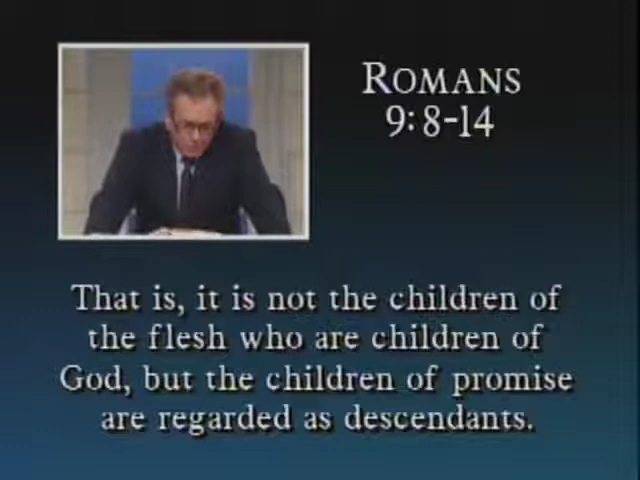 ROMANS
9:8-14
That is, it is not the children of
the flesh who are children of
God, but the children of promise
are regarded as descendants.